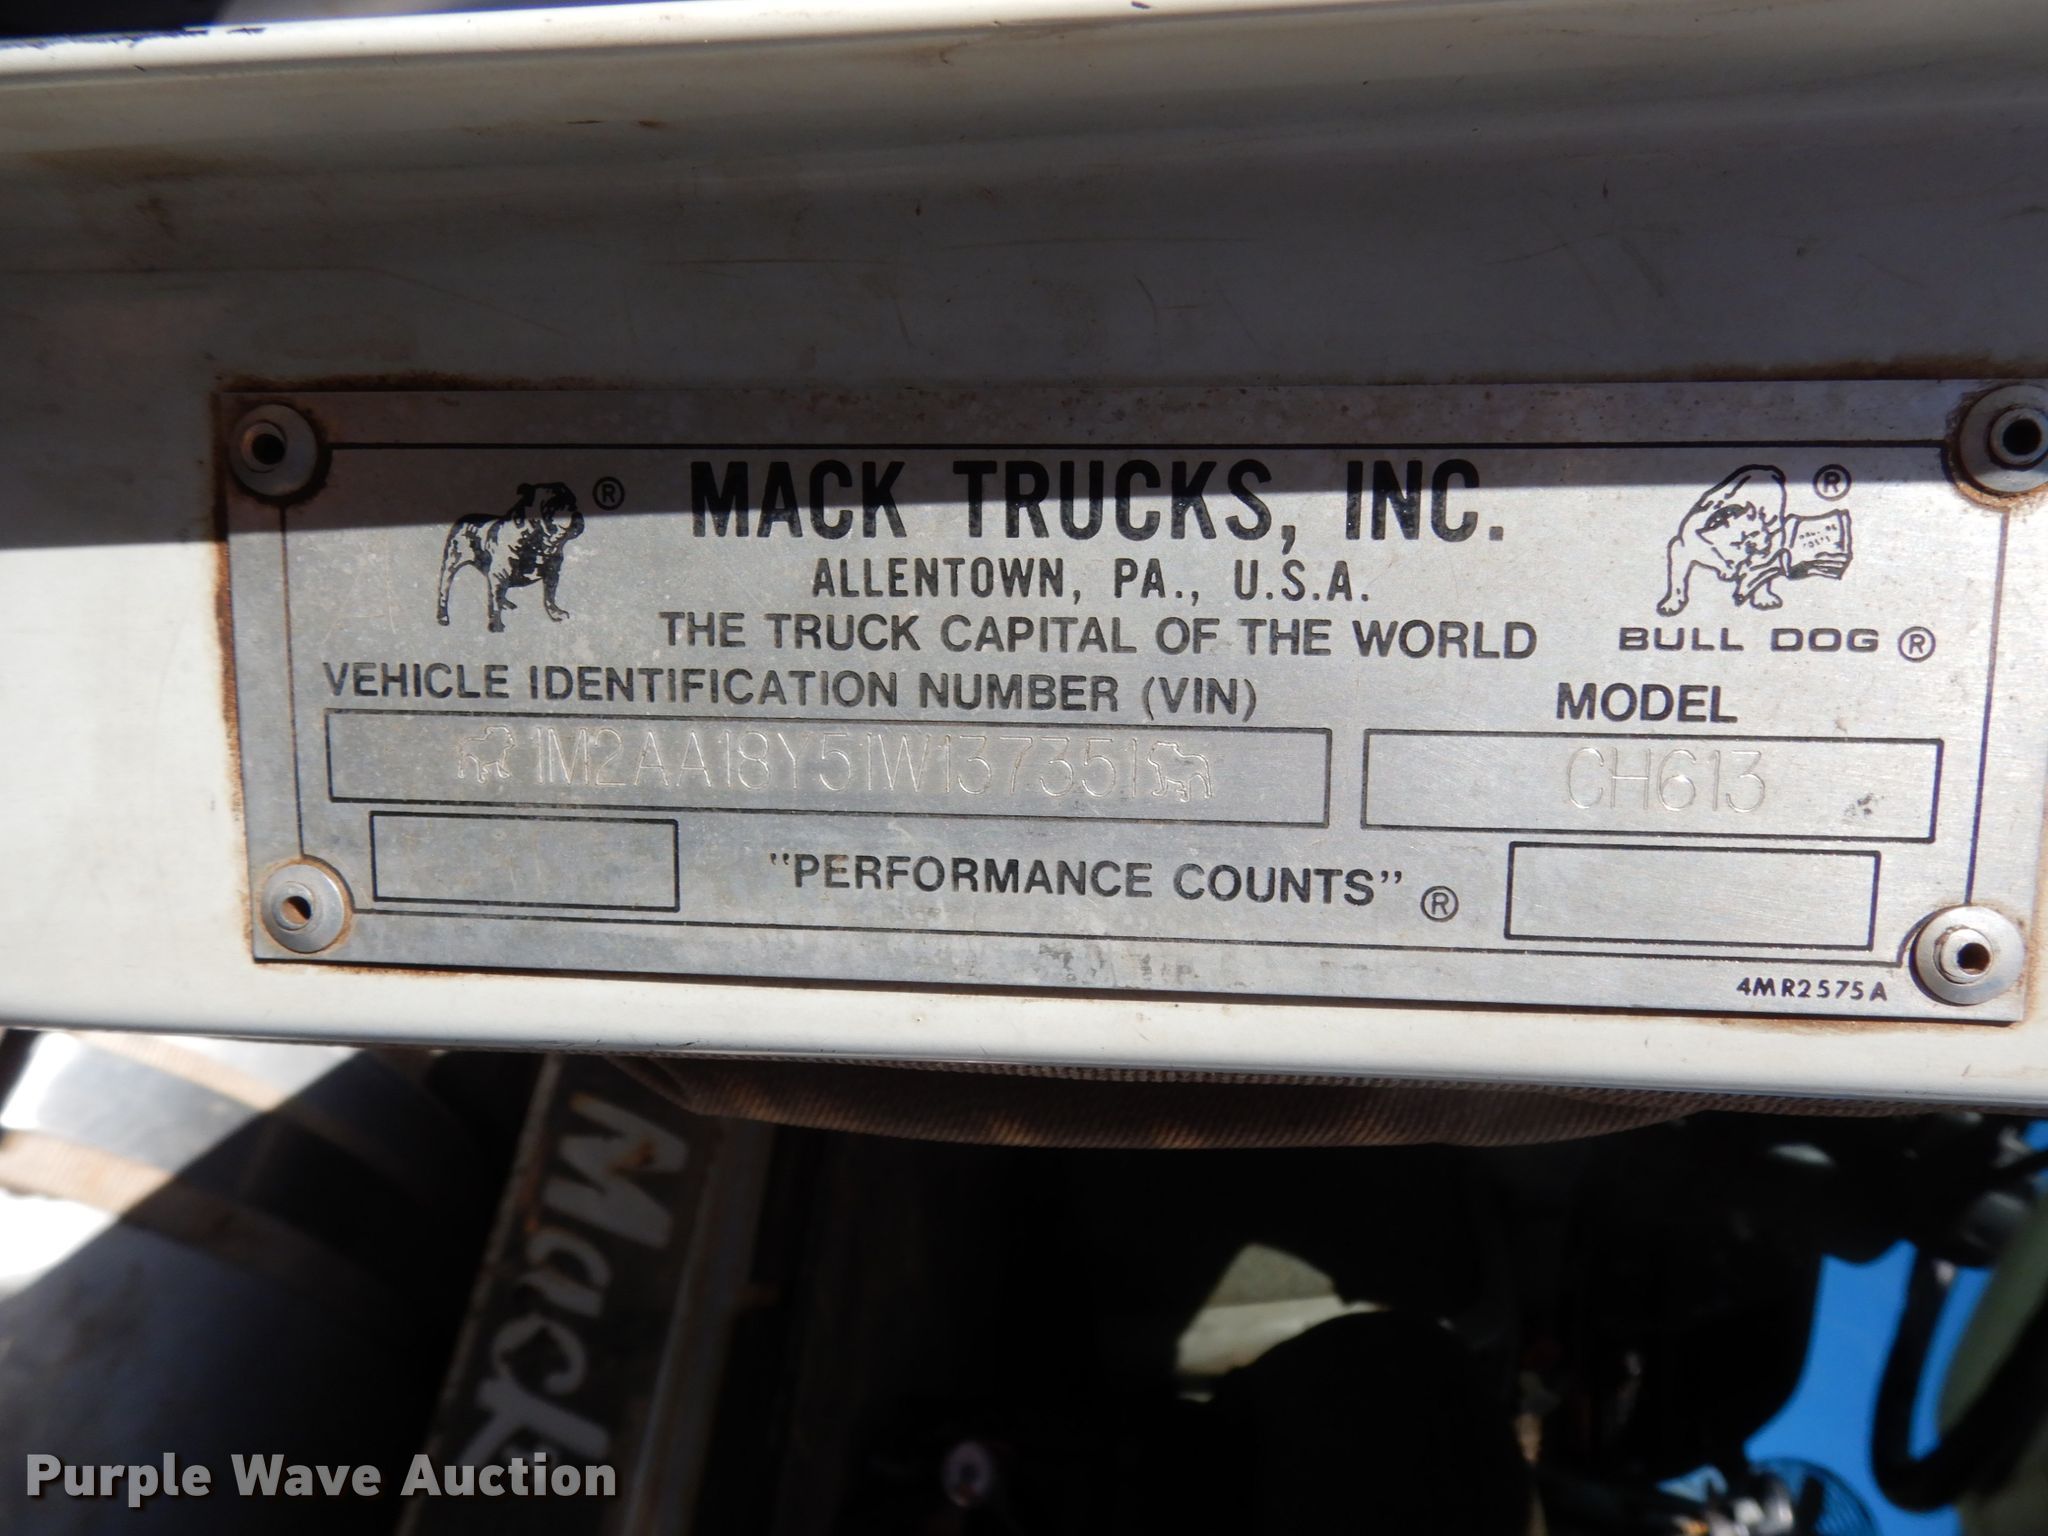 MACK TRUCKS, INC.
ALLENTOWN, PA., U.S.A.
THE TRUCK CAPITAL OF THE WORLD
BULL DOG ®
VEHICLE IDENTIFICATION NUMBER (VIN)
MODEL
1M2AA18Y51W137351
CH613
"PERFORMANCE COUNTS" ®
4MR2575A
Mack
Purple Wave Auction